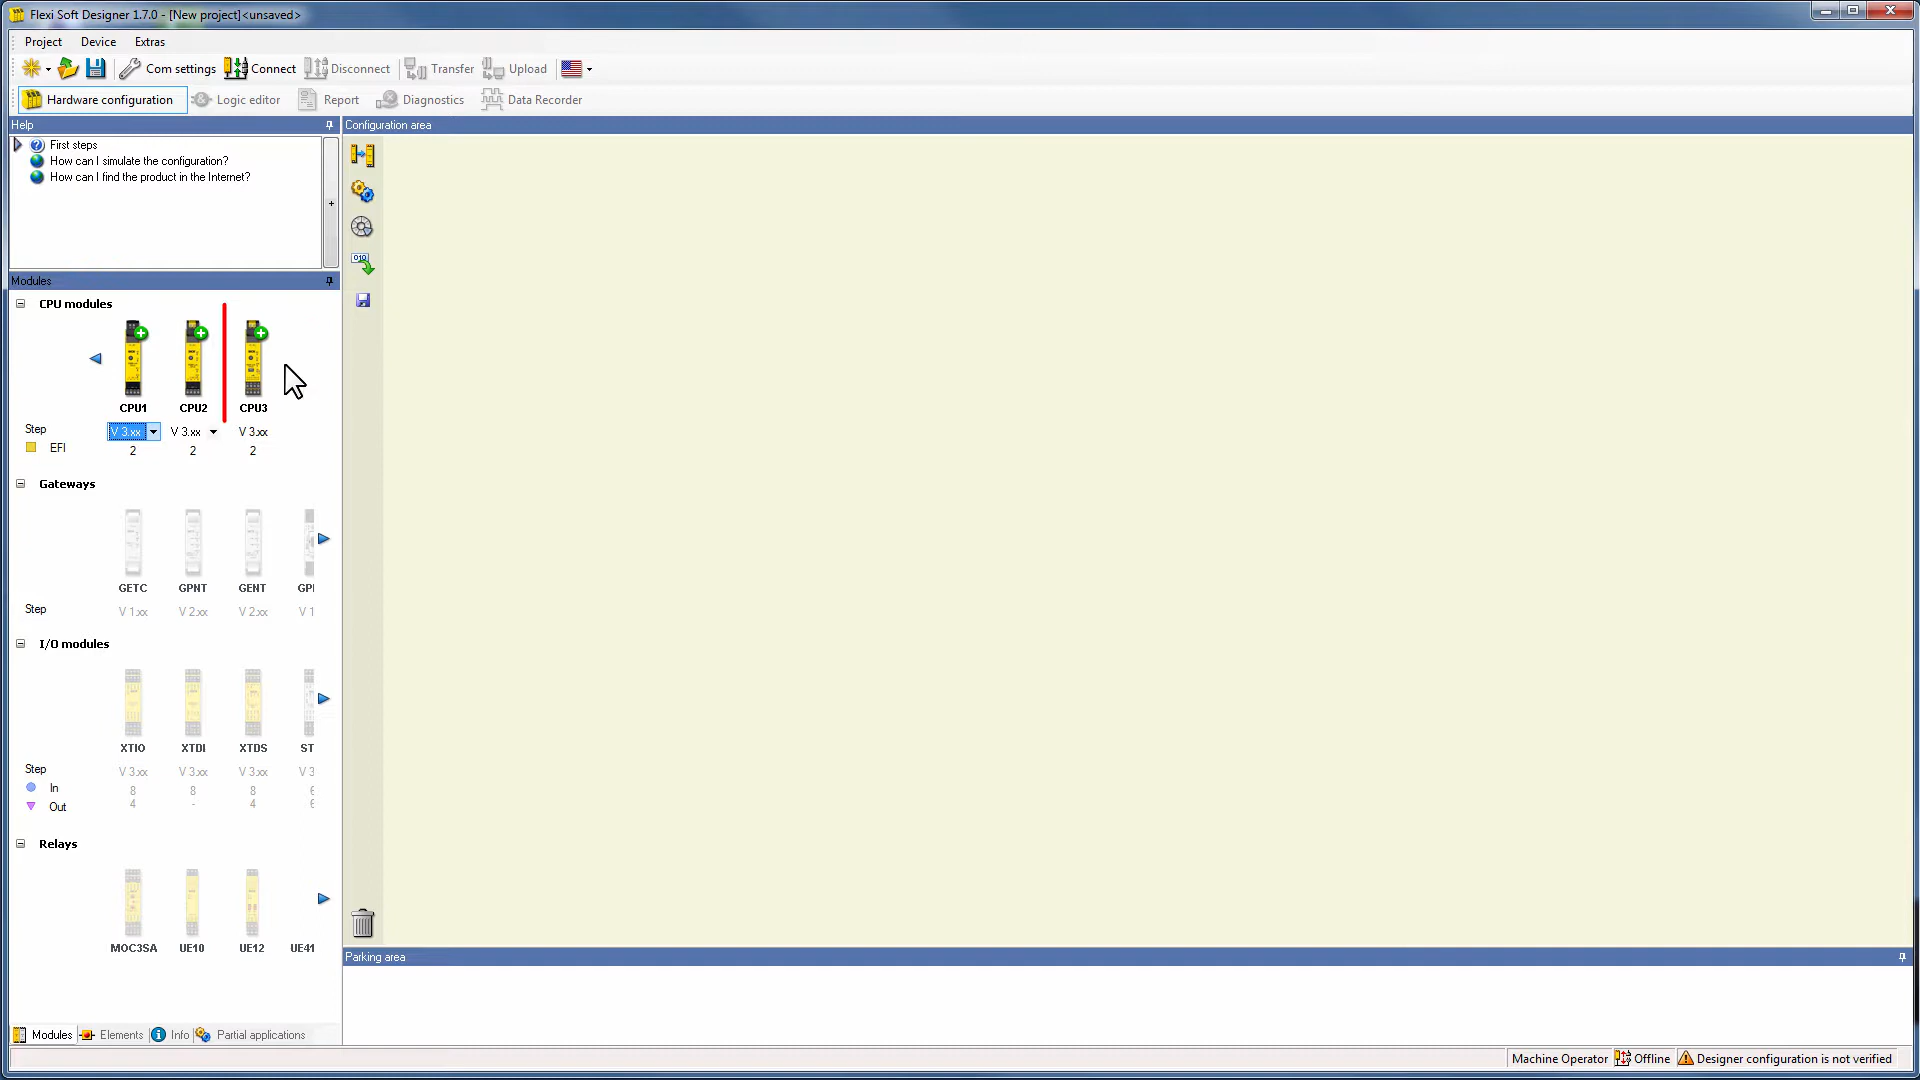 Flexi Soft Designer 1.7.0 - [New project]<unsaved>
Project Device Extras
Com settings Connect Disconnect Transfer Upload
Hardware configuration Logic editor Report Diagnostics Data Recorder
Help
First steps
How can I simulate the configuration?
How can I find the product in the Internet?
Configuration area
Modules
CPU modules
CPU1 CPU2 CPU3
Step V 3.xx V 3.xx V 3.xx
EFI 2 2 2
Gateways
GETC GPNT GENT
Step V 1.xx V 2.xx V 2.xx V 1
I/O modules
XTIO XTDI XTDS ST
Step V 3.xx V 3.xx V 3.xx V 3
In 8 8 8 6
Out 4 - 4 6
Relays
MOC3SA UE10 UE12 UE41
Parking area
Modules Elements Info Partial applications
Machine Operator Offline Designer configuration is not verified